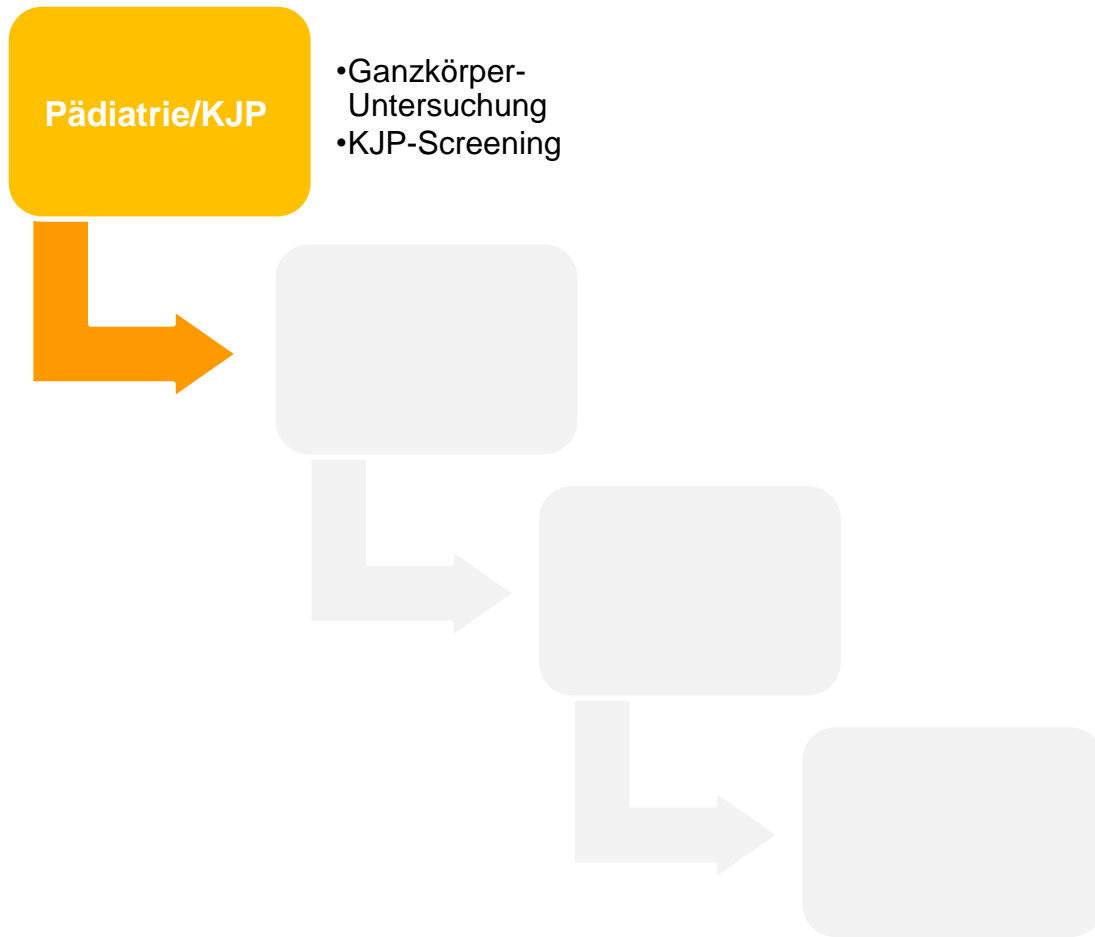 Pädiatrie/KJP
•Ganzkörper-
Untersuchung
•KJP-Screening